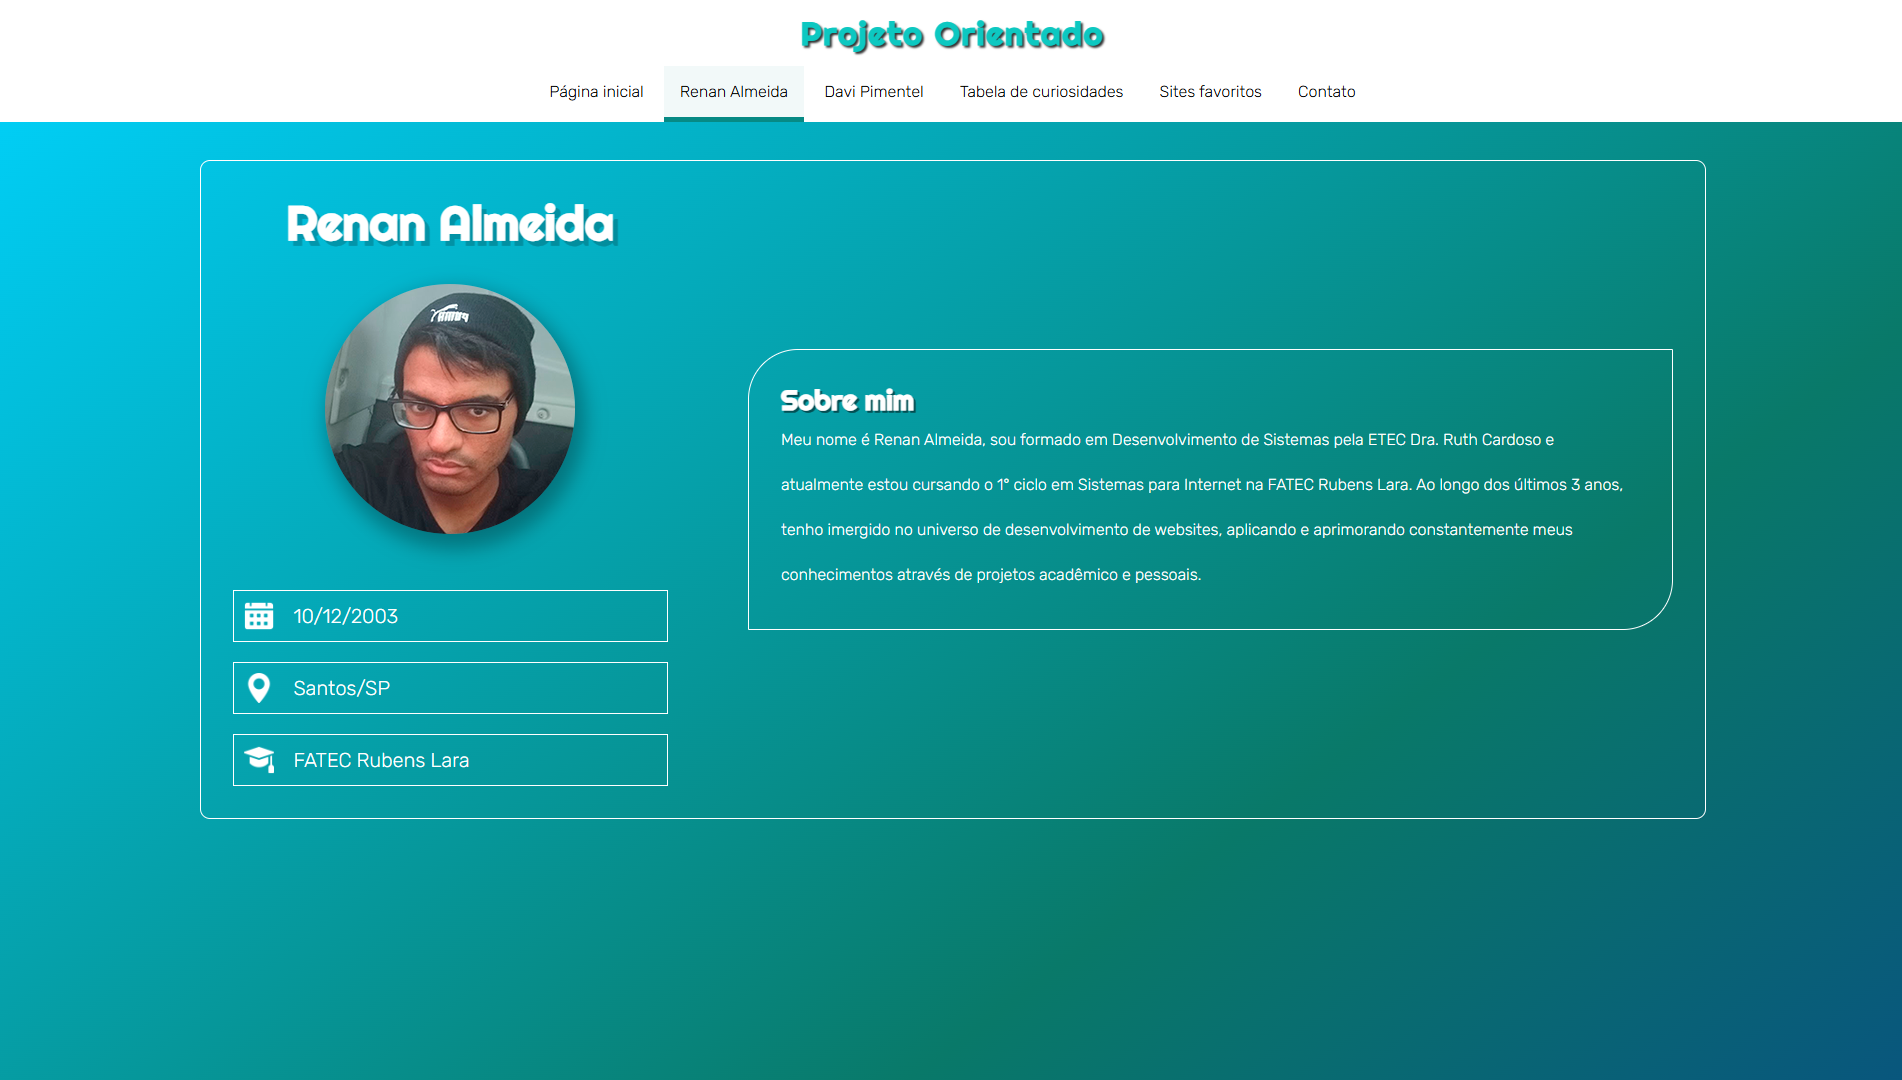 Projeto Orientado
Página inicial Renan Almeida Davi Pimentel Tabela de curiosidades Sites favoritos Contato
Renan Almeida
10/12/2003
Santos/SP
FATEC Rubens Lara
Sobre mim
Meu nome é Renan Almeida, sou formado em Desenvolvimento de Sistemas pela ETEC Dra. Ruth Cardoso e
atualmente estou cursando o 1° ciclo em Sistemas para Internet na FATEC Rubens Lara. Ao longo dos últimos 3 anos,
tenho imergido no universo de desenvolvimento de websites, aplicando e aprimorando constantemente meus
conhecimentos através de projetos acadêmico e pessoais.